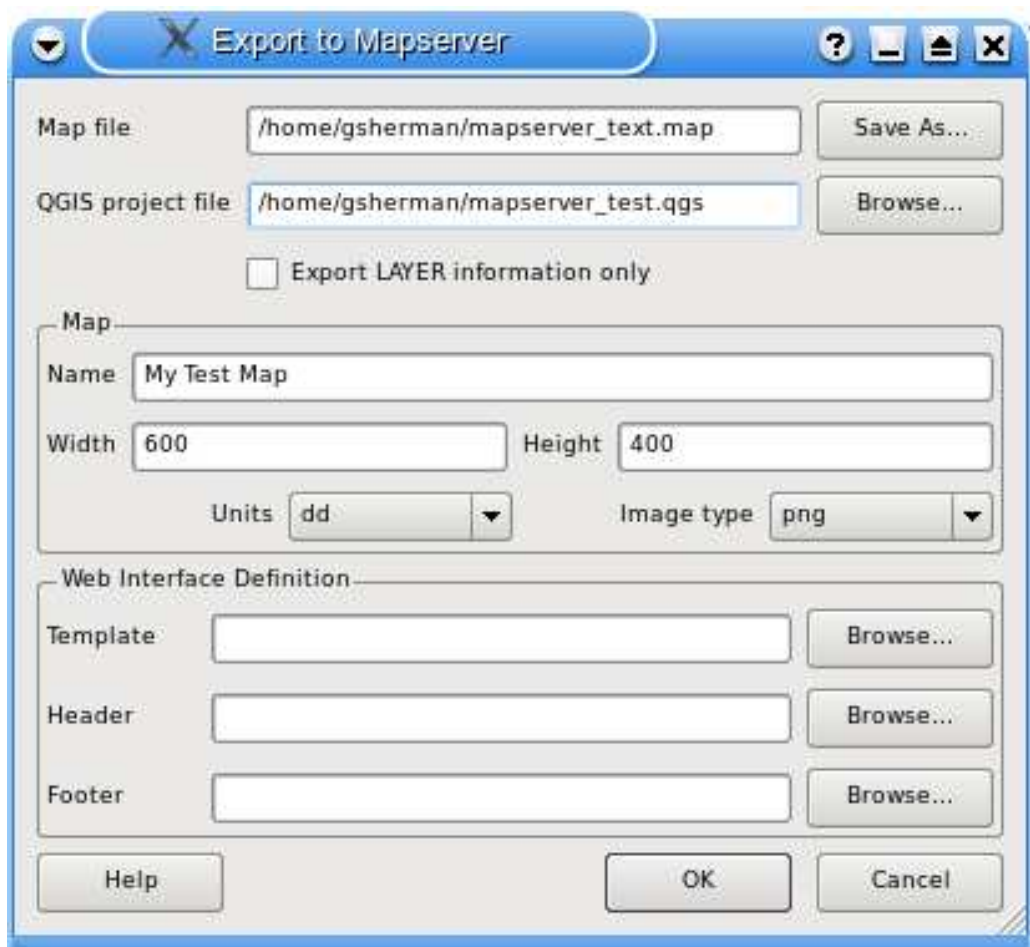 Export to Mapserver
Map file /home/gsherman/mapserver_text.map Save As...
QGIS project file /home/gsherman/mapserver_test.qgs Browse...
Export LAYER information only
Map
Name My Test Map
Width 600 Height 400
Units dd Image type png
Web Interface Definition
Template Browse...
Header Browse...
Footer Browse...
Help OK Cancel